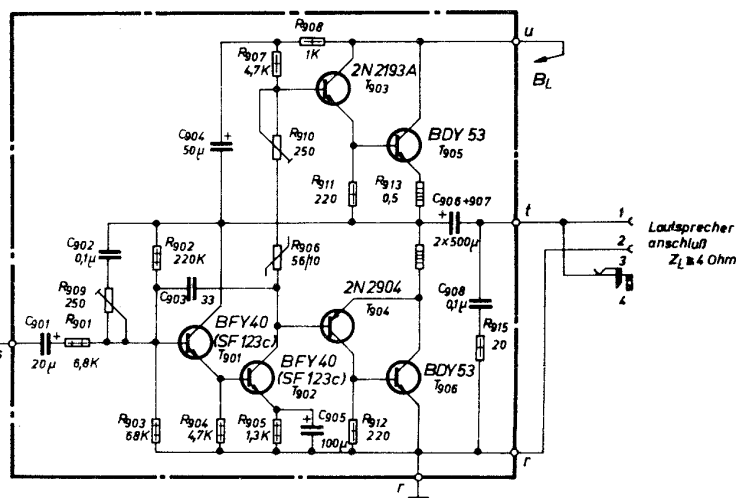 R908
1K
u
R907
4,7K
2N2193A
T903
BL
C904
50µ
R910
250
BDY 53
T905
R911
220
R913
0,5
C906+907
2×500µ
t
1
Lautsprecher
anschluß
ZL≧4 Ohm
2
3
4
C902
0,1µ
R902
220K
R906
56/10
C903
33
2N2904
T904
C908
0,1µ
R909
250
C901
20µ
R901
6,8K
BFY40
(SF 123c)
T901
BFY40
(SF 123c)
T902
BDY53
T906
R915
20
R903
68K
R904
4,7K
R905
1,3K
C905
100µ
R912
220
r
r